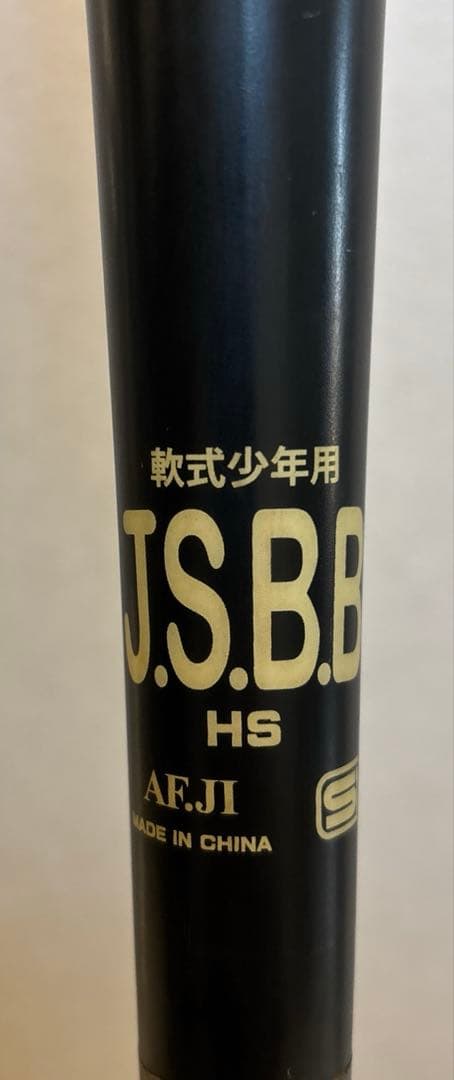 軟式少年用
J.S.B.B
HS
AF.JI
MADE IN CHINA